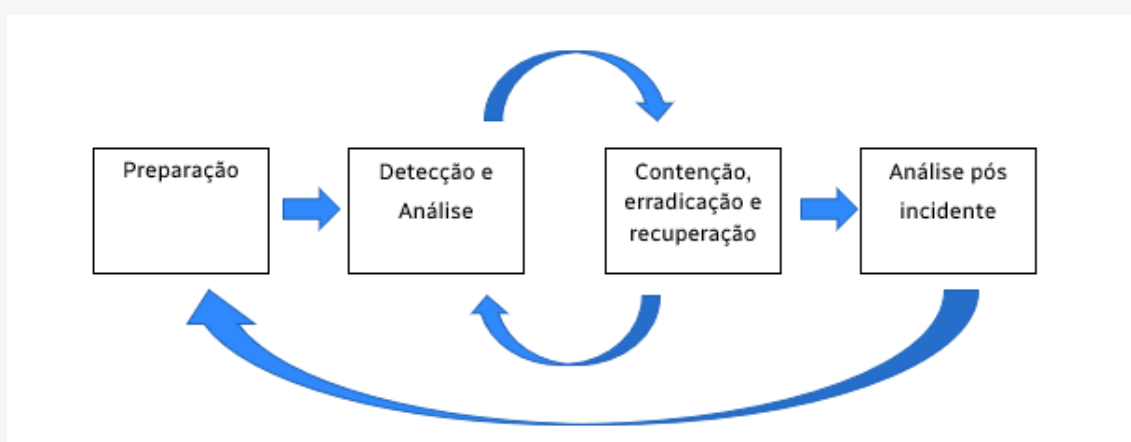 Preparação
Detecção e
Análise
Contenção,
erradicação e
recuperação
Análise pós
incidente